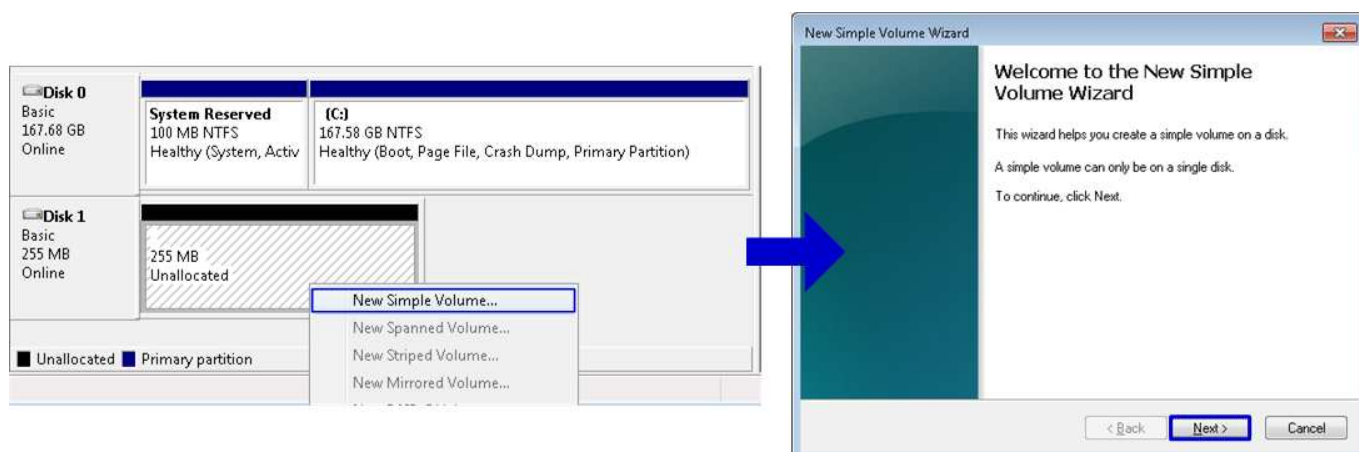 Disk 0
Basic
167.68 GB
Online
System Reserved
100 MB NTFS
Healthy (System, Activ
(C:)
167.58 GB NTFS
Healthy (Boot, Page File, Crash Dump, Primary Partition)
Disk 1
Basic
255 MB
Online
255 MB
Unallocated
New Simple Volume...
New Spanned Volume...
New Striped Volume...
New Mirrored Volume...
Unallocated Primary partition
New Simple Volume Wizard
Welcome to the New Simple
Volume Wizard
This wizard helps you create a simple volume on a disk.
A simple volume can only be on a single disk.
To continue, click Next.
< Back Next > Cancel